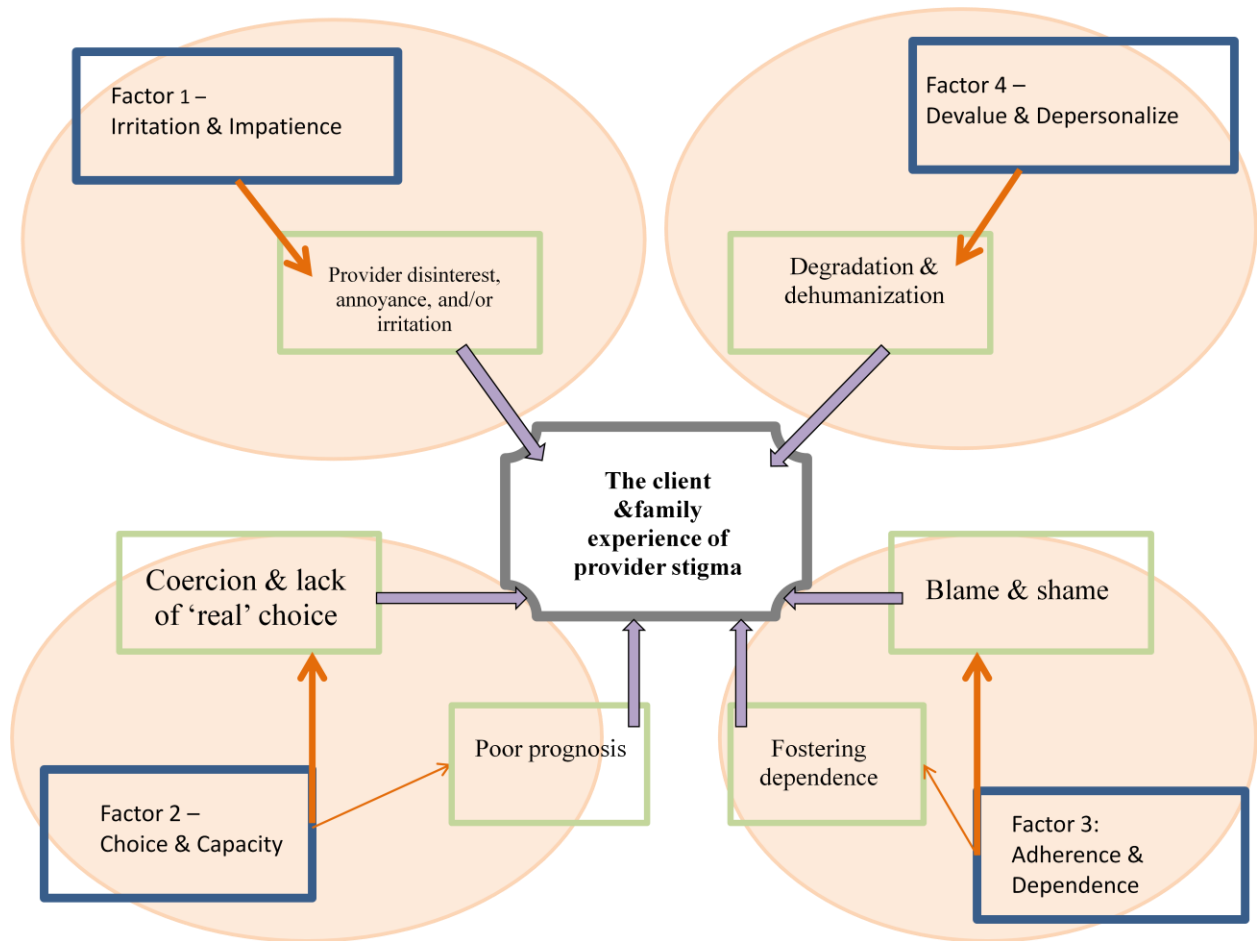 Factor 1 –
Irritation & Impatience
Factor 4 –
Devalue & Depersonalize
Provider disinterest,
annoyance, and/or
irritation
Degradation &
dehumanization
The client
&family
experience of
provider stigma
Coercion & lack
of ‘real’ choice
Blame & shame
Poor prognosis
Fostering
dependence
Factor 2 –
Choice & Capacity
Factor 3:
Adherence &
Dependence